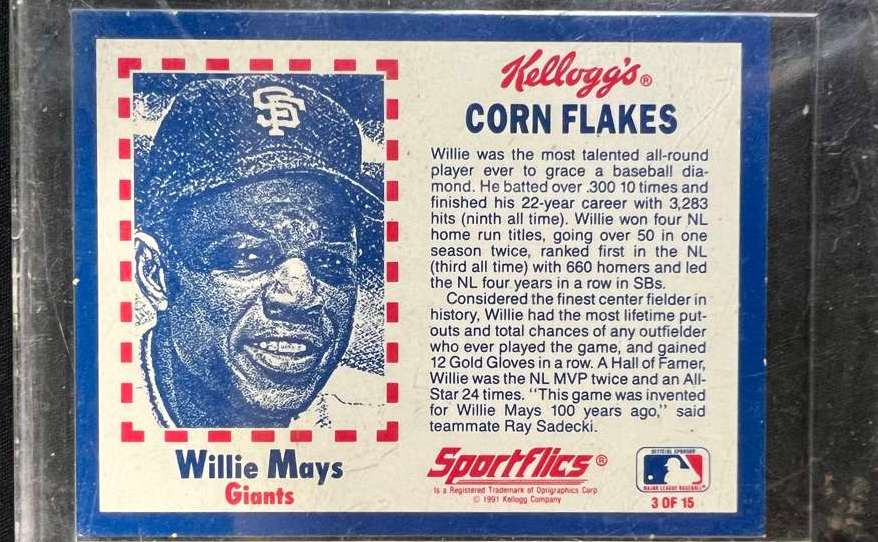 SF
Willie Mays
Giants
Kellogg's®
CORN FLAKES
Willie was the most talented all-round
player ever to grace a baseball dia-
mond. He batted over .300 10 times and
finished his 22-year career with 3,283
hits (ninth all time). Willie won four NL
home run titles, going over 50 in one
season twice, ranked first in the NL
(third all time) with 660 homers and led
the NL four years in a row in SBs.
Considered the finest center fielder in
history, Willie had the most lifetime put-
outs and total chances of any outfielder
who ever played the game, and gained
12 Gold Gloves in a row. A Hall of Famer,
Willie was the NL MVP twice and an All-
Star 24 times. "This game was invented
for Willie Mays 100 years ago," said
teammate Ray Sadecki.
Sportflics®
Is a Registered Trademark of Optigraphics Corp
© 1991 Kellogg Company
OFFICIAL SPONSOR
MAJOR LEAGUE BASEBALL
3 OF 15